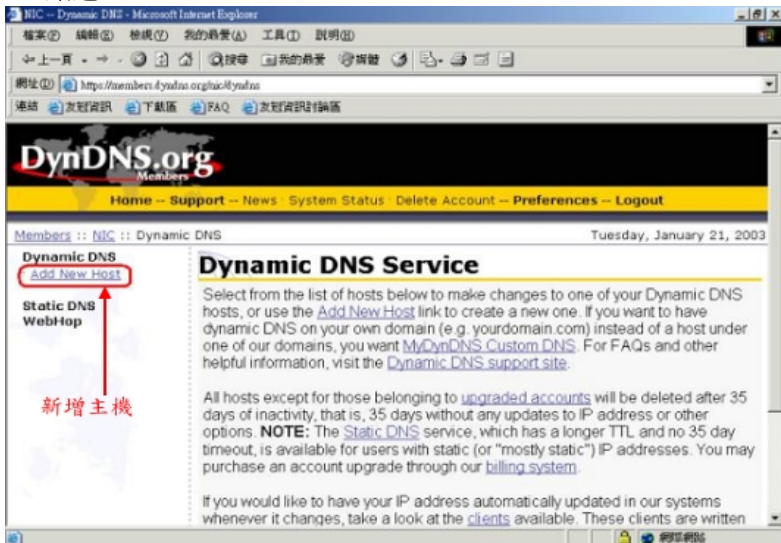 NIC -- Dynamic DNS - Microsoft Internet Explorer
檔案(F) 編輯(E) 檢視(V) 我的最愛(A) 工具(T) 說明(H)
上一頁 搜尋 我的最愛 媒體
網址(D) https://members.dyndns.org/nic/dyndns
連結 友冠資訊 下載區 FAQ 友冠資訊討論區
DynDNS.org
Members
Home -- Support -- News · System Status · Delete Account -- Preferences -- Logout
Members :: NIC :: Dynamic DNS
Tuesday, January 21, 2003
Dynamic DNS
Add New Host
Static DNS
WebHop
新增主機
Dynamic DNS Service
Select from the list of hosts below to make changes to one of your Dynamic DNS
hosts, or use the Add New Host link to create a new one. If you want to have
dynamic DNS on your own domain (e.g. yourdomain.com) instead of a host under
one of our domains, you want MyDynDNS Custom DNS. For FAQs and other
helpful information, visit the Dynamic DNS support site.
All hosts except for those belonging to upgraded accounts will be deleted after 35
days of inactivity, that is, 35 days without any updates to IP address or other
options. NOTE: The Static DNS service, which has a longer TTL and no 35 day
timeout, is available for users with static (or "mostly static") IP addresses. You may
purchase an account upgrade through our billing system.
If you would like to have your IP address automatically updated in our systems
whenever it changes, take a look at the clients available. These clients are written
網際網路